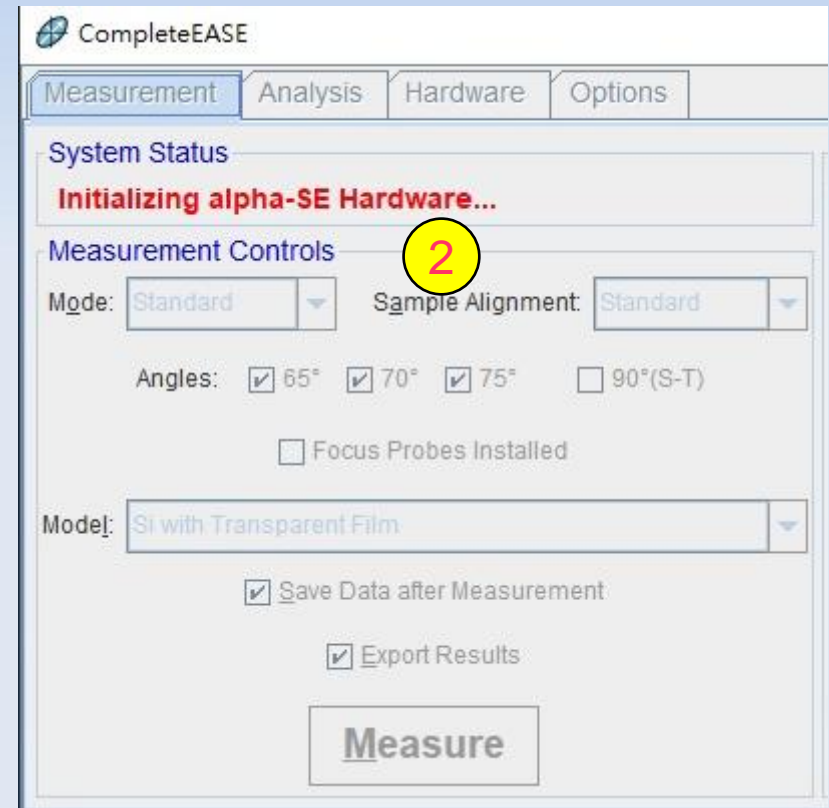 CompleteEASE
Measurement Analysis Hardware Options
System Status
Initializing alpha-SE Hardware...
Measurement Controls
2
Mode: Standard Sample Alignment: Standard
Angles: 65° 70° 75° 90°(S-T)
Focus Probes Installed
Model: Si with Transparent Film
Save Data after Measurement
Export Results
Measure